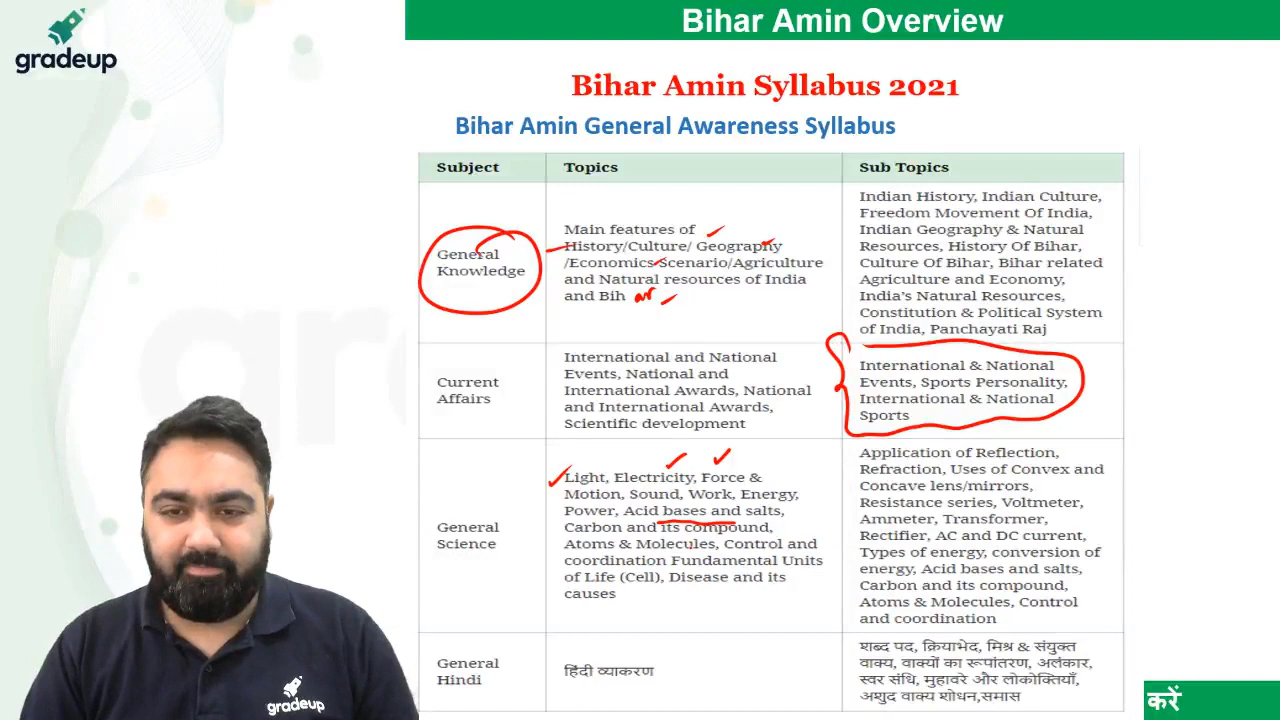 gradeup
Bihar Amin Overview
Bihar Amin Syllabus 2021
Bihar Amin General Awareness Syllabus
Subject
Topics
Sub Topics
General
Knowledge
Main features of
History/Culture/ Geography
/Economics Scenario/Agriculture
and Natural resources of India
and Bih ar
Indian History, Indian Culture,
Freedom Movement Of India,
Indian Geography & Natural
Resources, History Of Bihar,
Culture Of Bihar, Bihar related
Agriculture and Economy,
India's Natural Resources,
Constitution & Political System
of India, Panchayati Raj
Current
Affairs
International and National
Events, National and
International Awards, National
and International Awards,
Scientific development
International & National
Events, Sports Personality,
International & National
Sports
General
Science
Light, Electricity, Force &
Motion, Sound, Work, Energy,
Power, Acid bases and salts,
Carbon and its compound,
Atoms & Molecules, Control and
coordination Fundamental Units
of Life (Cell), Disease and its
causes
Application of Reflection,
Refraction, Uses of Convex and
Concave lens/mirrors,
Resistance series, Voltmeter,
Ammeter, Transformer,
Rectifier, AC and DC current,
Types of energy, conversion of
energy, Acid bases and salts,
Carbon and its compound,
Atoms & Molecules, Control
and coordination
General
Hindi
हिंदी व्याकरण
शब्द पद, क्रियाभेद, मिश्र & संयुक्त
वाक्य, वाक्यों का रूपांतरण, अलंकार,
स्वर संधि, मुहावरे और लोकोक्तियाँ,
अशुद वाक्य शोधन,समास
gradeup
करें